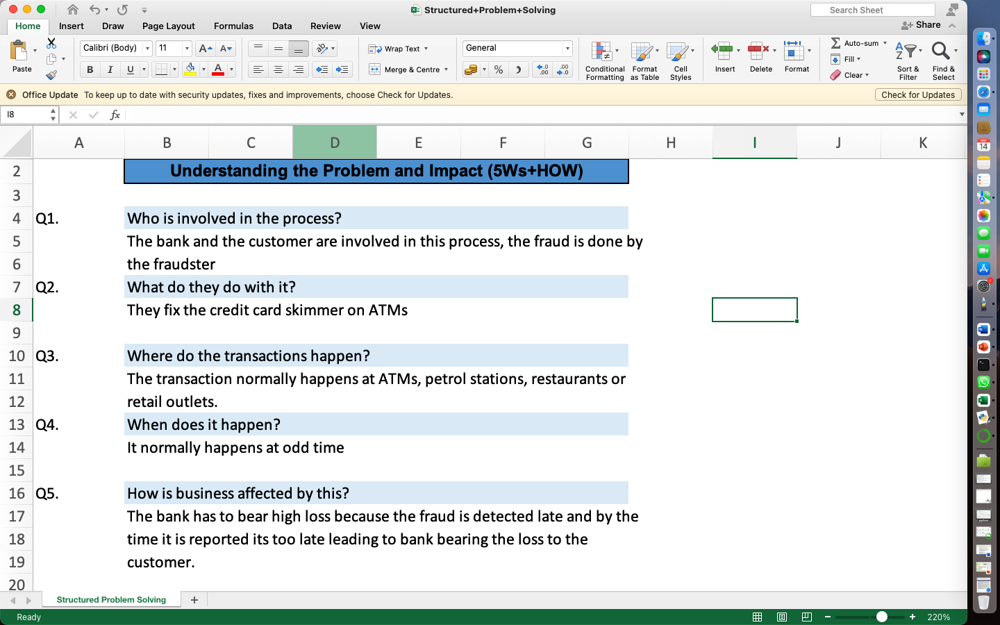 Structured+Problem+Solving
Search Sheet
Home Insert Draw Page Layout Formulas Data Review View
Share
Paste
Calibri (Body) 11 A A
B I U A
Wrap Text
Merge & Centre
General
% .0 .00 .00 .0
Conditional Formatting
Format as Table
Cell Styles
Insert Delete Format
Auto-sum
Fill
Clear
Sort & Filter
Find & Select
Office Update To keep up to date with security updates, fixes and improvements, choose Check for Updates.
Check for Updates
I8 fx
A B C D E F G H I J K
2 Understanding the Problem and Impact (5Ws+HOW)
3
4 Q1. Who is involved in the process?
5 The bank and the customer are involved in this process, the fraud is done by
6 the fraudster
7 Q2. What do they do with it?
8 They fix the credit card skimmer on ATMs
9
10 Q3. Where do the transactions happen?
11 The transaction normally happens at ATMs, petrol stations, restaurants or
12 retail outlets.
13 Q4. When does it happen?
14 It normally happens at odd time
15
16 Q5. How is business affected by this?
17 The bank has to bear high loss because the fraud is detected late and by the
18 time it is reported its too late leading to bank bearing the loss to the
19 customer.
20
Structured Problem Solving +
Ready
220%
14